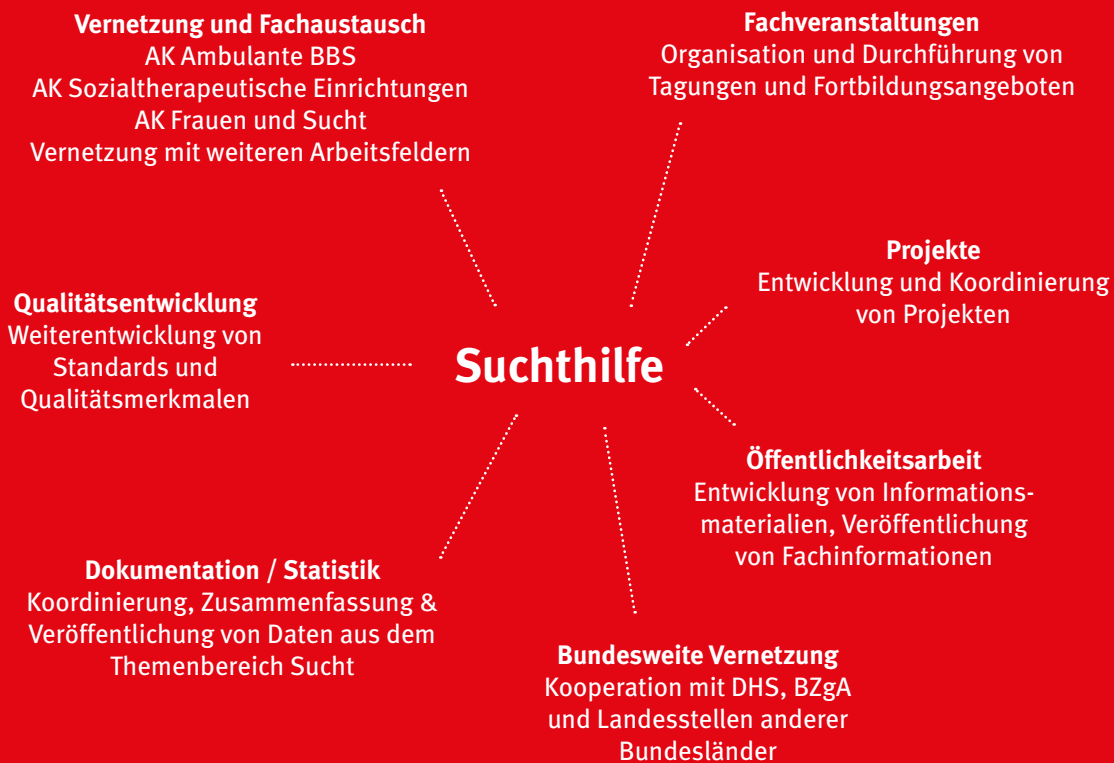 Vernetzung und Fachaustausch
AK Ambulante BBS
AK Sozialtherapeutische Einrichtungen
AK Frauen und Sucht
Vernetzung mit weiteren Arbeitsfeldern
Fachveranstaltungen
Organisation und Durchführung von
Tagungen und Fortbildungsangeboten
Projekte
Entwicklung und Koordinierung
von Projekten
Qualitätsentwicklung
Weiterentwicklung von
Standards und
Qualitätsmerkmalen
Suchthilfe
Öffentlichkeitsarbeit
Entwicklung von Informations-
materialien, Veröffentlichung
von Fachinformationen
Dokumentation / Statistik
Koordinierung, Zusammenfassung &
Veröffentlichung von Daten aus dem
Themenbereich Sucht
Bundesweite Vernetzung
Kooperation mit DHS, BZgA
und Landesstellen anderer
Bundesländer